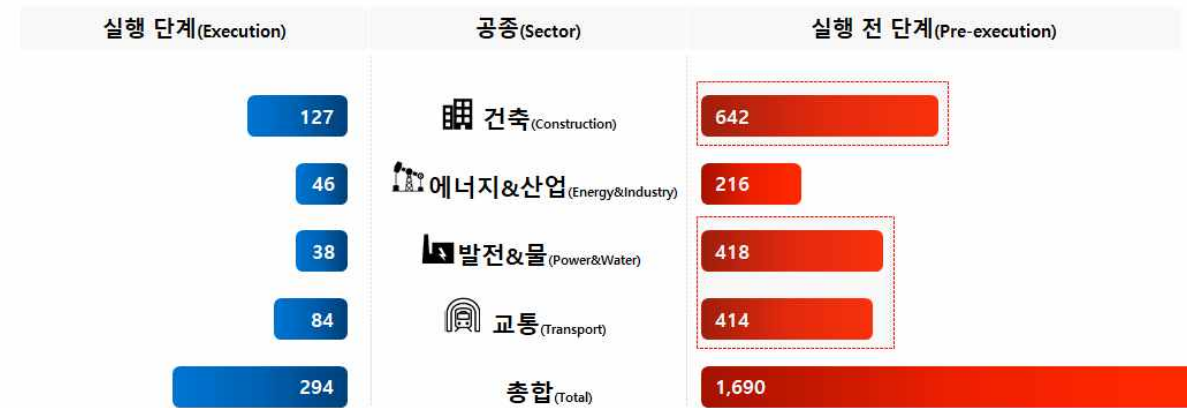 실행 단계(Execution) 공종(Sector) 실행 전 단계(Pre-execution)
127 건축(Construction) 642
46 에너지&산업(Energy&Industry) 216
38 발전&물(Power&Water) 418
84 교통(Transport) 414
294 총합(Total) 1,690